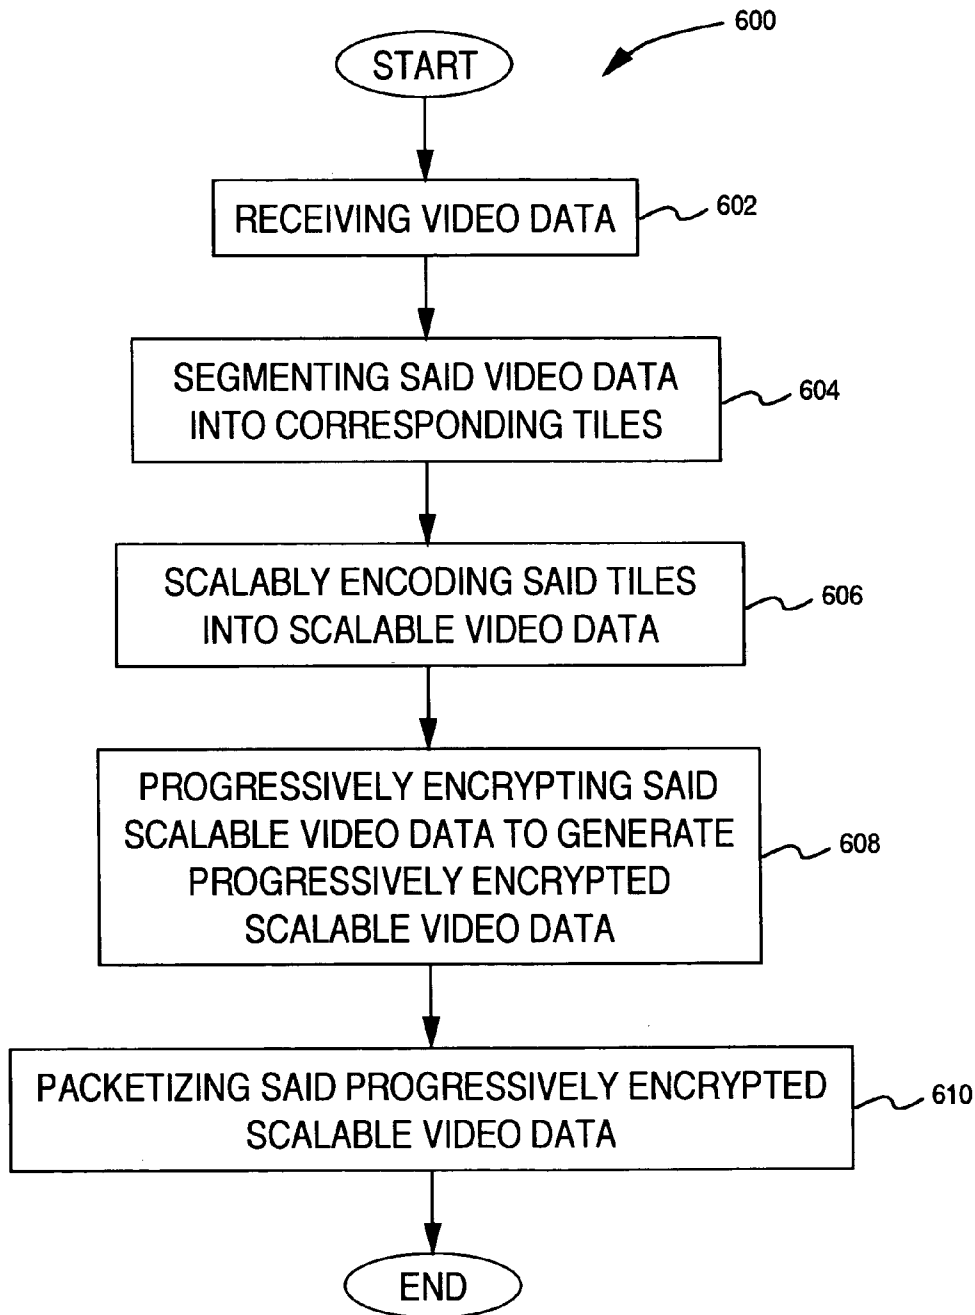 600
START
RECEIVING VIDEO DATA
602
SEGMENTING SAID VIDEO DATA
INTO CORRESPONDING TILES
604
SCALABLY ENCODING SAID TILES
INTO SCALABLE VIDEO DATA
606
PROGRESSIVELY ENCRYPTING SAID
SCALABLE VIDEO DATA TO GENERATE
PROGRESSIVELY ENCRYPTED
SCALABLE VIDEO DATA
608
PACKETIZING SAID PROGRESSIVELY ENCRYPTED
SCALABLE VIDEO DATA
610
END